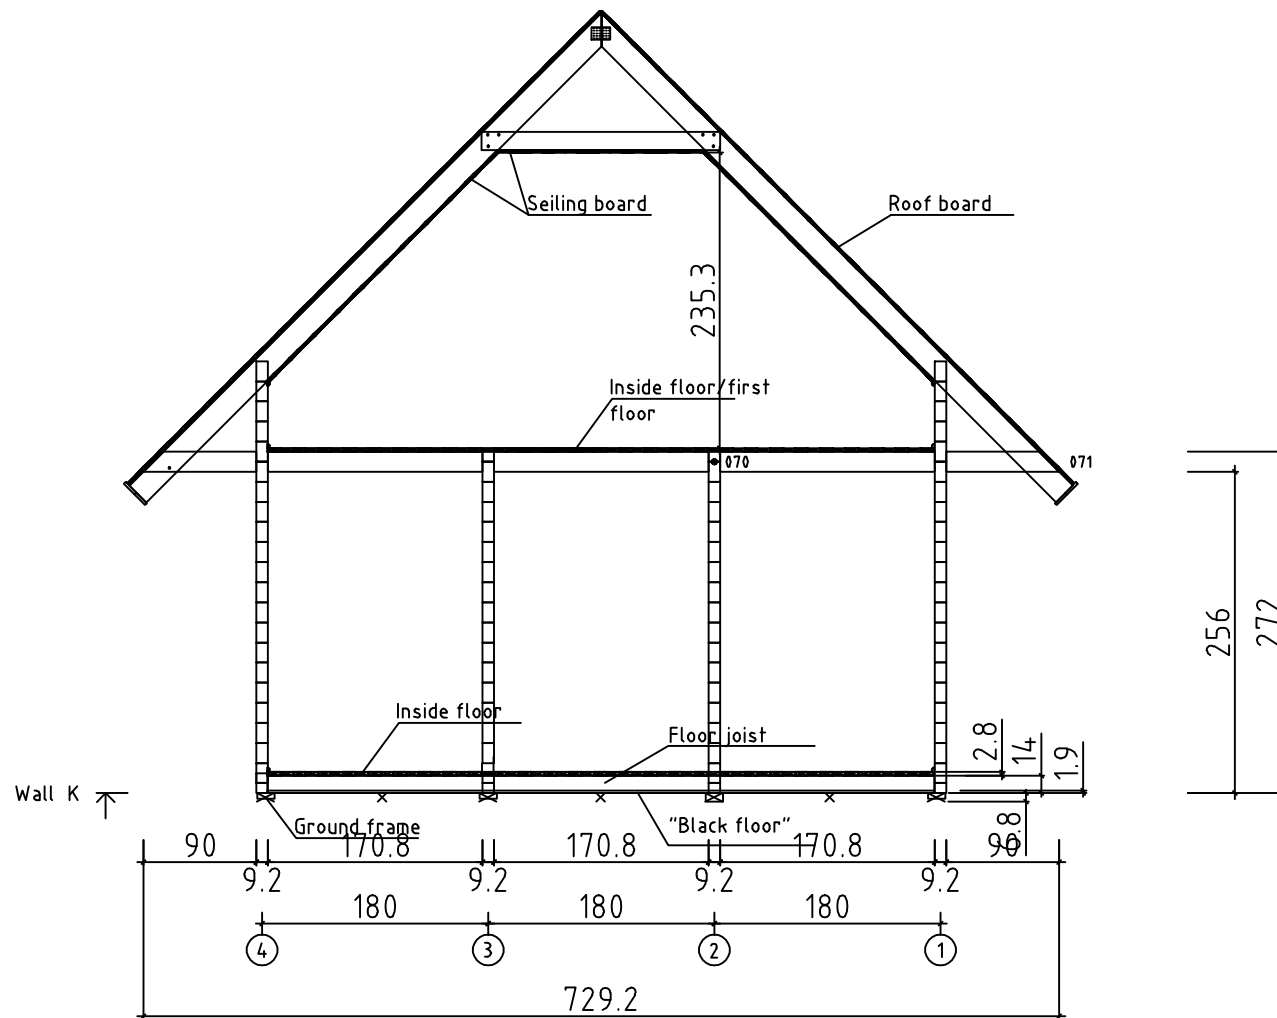 Seiling board
Roof board
235.3
Inside floor/first
floor
070
071
256
272
Inside floor
Floor joist
2.8
14
1.9
Wall K
Ground frame
"Black floor"
6.8
90
170.8
170.8
170.8
90
9.2
9.2
9.2
9.2
180
180
180
4
3
2
1
729.2